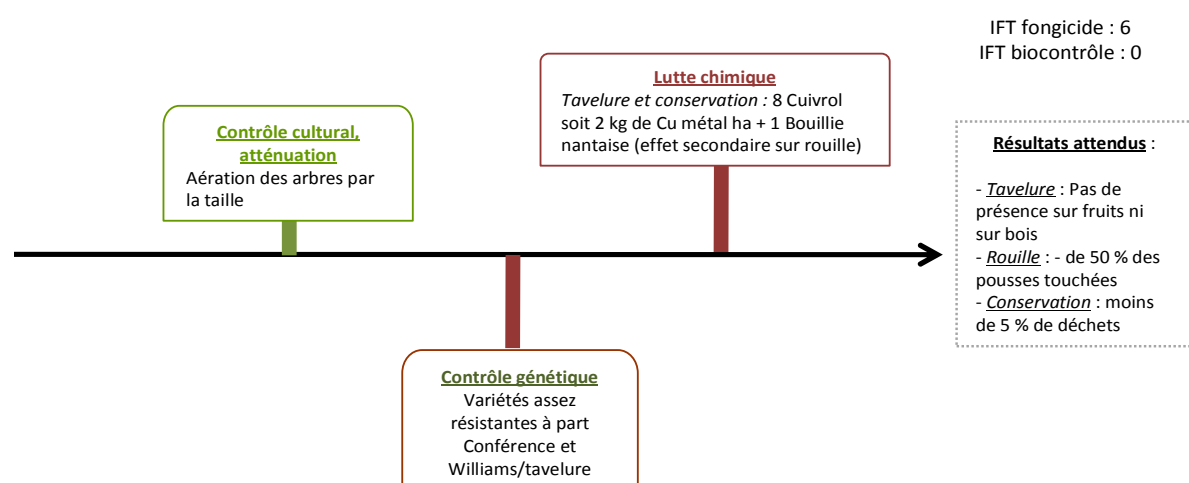 IFT fongicide : 6
IFT biocontrôle : 0
Lutte chimique
Tavelure et conservation : 8 Cuivrol
soit 2 kg de Cu métal ha + 1 Bouillie
nantaise (effet secondaire sur rouille)
Contrôle cultural,
atténuation
Aération des arbres par
la taille
Résultats attendus :
- Tavelure : Pas de
présence sur fruits ni
sur bois
- Rouille : - de 50 % des
pousses touchées
- Conservation : moins
de 5 % de déchets
Contrôle génétique
Variétés assez
résistantes à part
Conférence et
Williams/tavelure